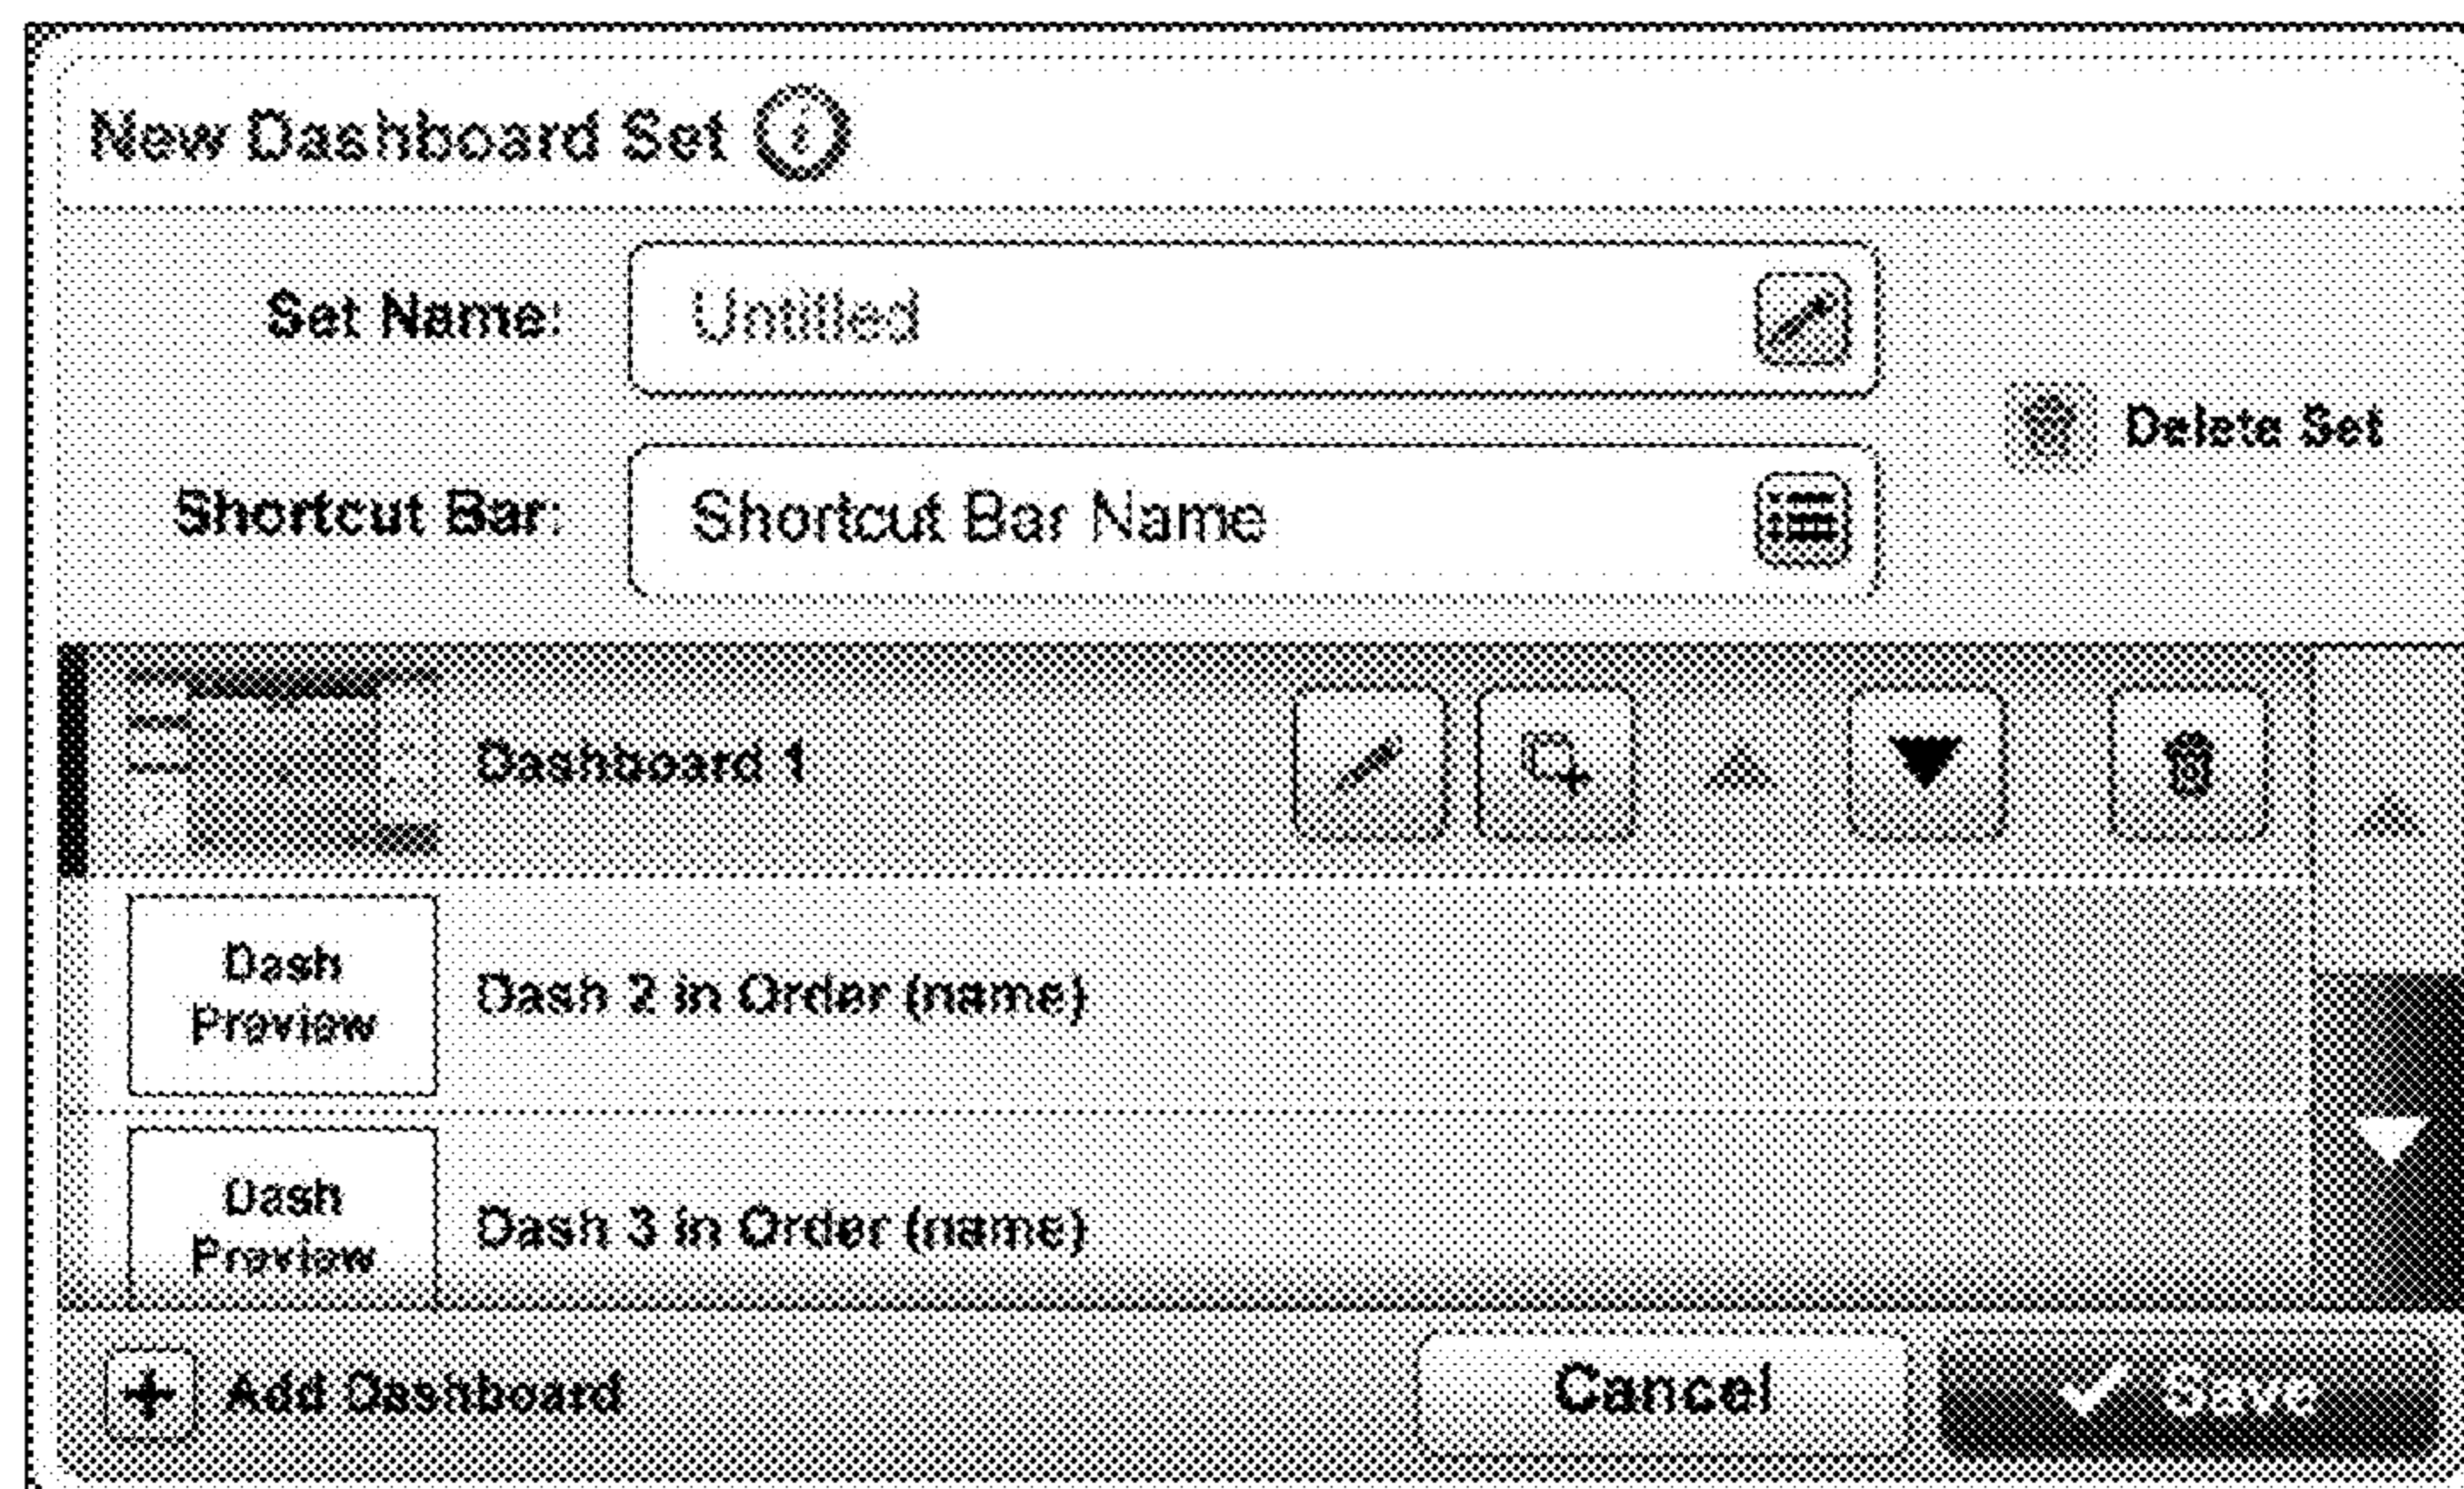 New Dashboard Set i
Set Name: Untitled
Delete Set
Shortcut Bar: Shortcut Bar Name
Dashboard 1
Dash
Preview
Dash 2 in Order (name)
Dash
Preview
Dash 3 in Order (name)
Add Dashboard
Cancel
Save